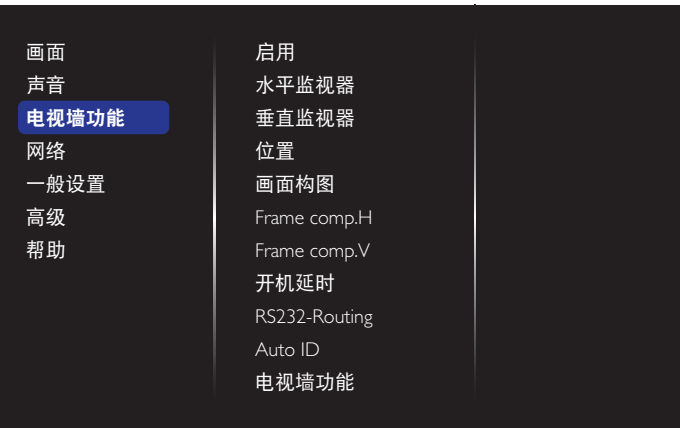 画面
声音
电视墙功能
网络
一般设置
高级
帮助
启用
水平监视器
垂直监视器
位置
画面构图
Frame comp.H
Frame comp.V
开机延时
RS232-Routing
Auto ID
电视墙功能